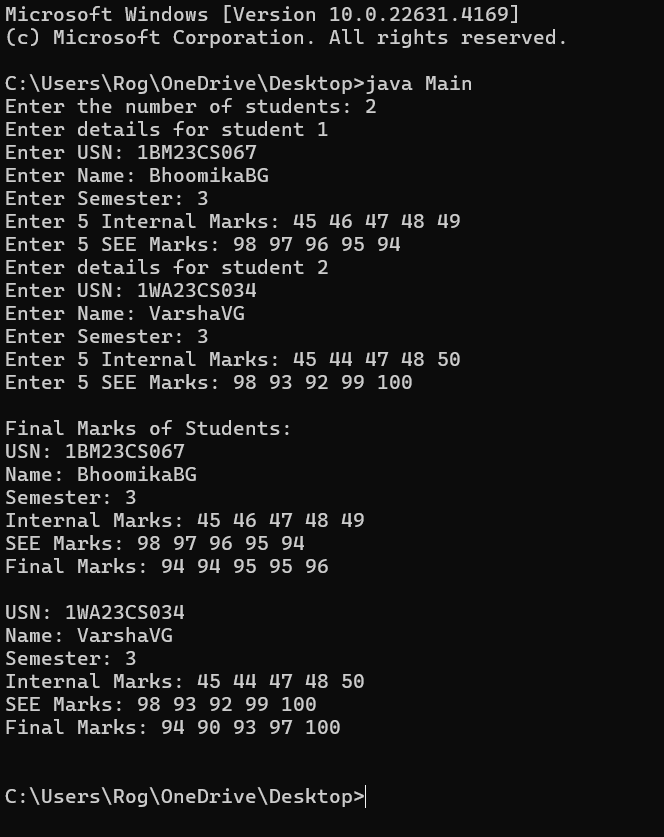 Microsoft Windows [Version 10.0.22631.4169]
(c) Microsoft Corporation. All rights reserved.
C:\Users\Rog\OneDrive\Desktop>java Main
Enter the number of students: 2
Enter details for student 1
Enter USN: 1BM23CS067
Enter Name: BhoomikaBG
Enter Semester: 3
Enter 5 Internal Marks: 45 46 47 48 49
Enter 5 SEE Marks: 98 97 96 95 94
Enter details for student 2
Enter USN: 1WA23CS034
Enter Name: VarshaVG
Enter Semester: 3
Enter 5 Internal Marks: 45 44 47 48 50
Enter 5 SEE Marks: 98 93 92 99 100
Final Marks of Students:
USN: 1BM23CS067
Name: BhoomikaBG
Semester: 3
Internal Marks: 45 46 47 48 49
SEE Marks: 98 97 96 95 94
Final Marks: 94 94 95 95 96
USN: 1WA23CS034
Name: VarshaVG
Semester: 3
Internal Marks: 45 44 47 48 50
SEE Marks: 98 93 92 99 100
Final Marks: 94 90 93 97 100
C:\Users\Rog\OneDrive\Desktop>